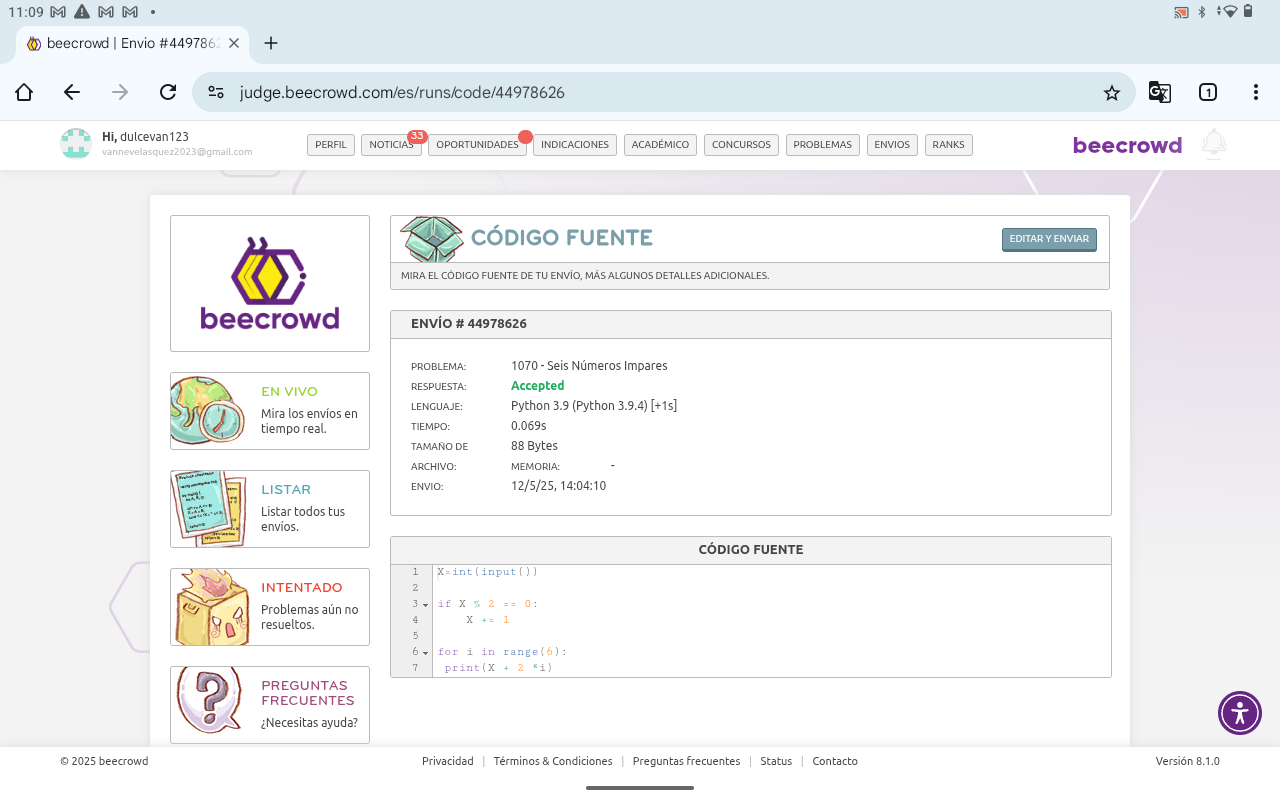 11:09
beecrowd | Envio #4497862
judge.beecrowd.com/es/runs/code/44978626
1
Hi, dulcevan123
vannevelasquez2023@gmail.com
PERFIL
NOTICIAS
33
OPORTUNIDADES
INDICACIONES
ACADÉMICO
CONCURSOS
PROBLEMAS
ENVIOS
RANKS
beecrowd
beecrowd
EN VIVO
Mira los envíos en
tiempo real.
LISTAR
Listar todos tus
envíos.
INTENTADO
Problemas aún no
resueltos.
PREGUNTAS
FRECUENTES
¿Necesitas ayuda?
CÓDIGO FUENTE
EDITAR Y ENVIAR
MIRA EL CÓDIGO FUENTE DE TU ENVÍO, MÁS ALGUNOS DETALLES ADICIONALES.
ENVÍO # 44978626
PROBLEMA: 1070 - Seis Números Impares
RESPUESTA: Accepted
LENGUAJE: Python 3.9 (Python 3.9.4) [+1s]
TIEMPO: 0.069s
TAMAÑO DE 88 Bytes
ARCHIVO: MEMORIA: -
ENVIO: 12/5/25, 14:04:10
CÓDIGO FUENTE
1 X=int(input())
2
3 if X % 2 == 0:
4     X += 1
5
6 for i in range(6):
7  print(X + 2 *i)
© 2025 beecrowd
Privacidad | Términos & Condiciones | Preguntas frecuentes | Status | Contacto
Versión 8.1.0